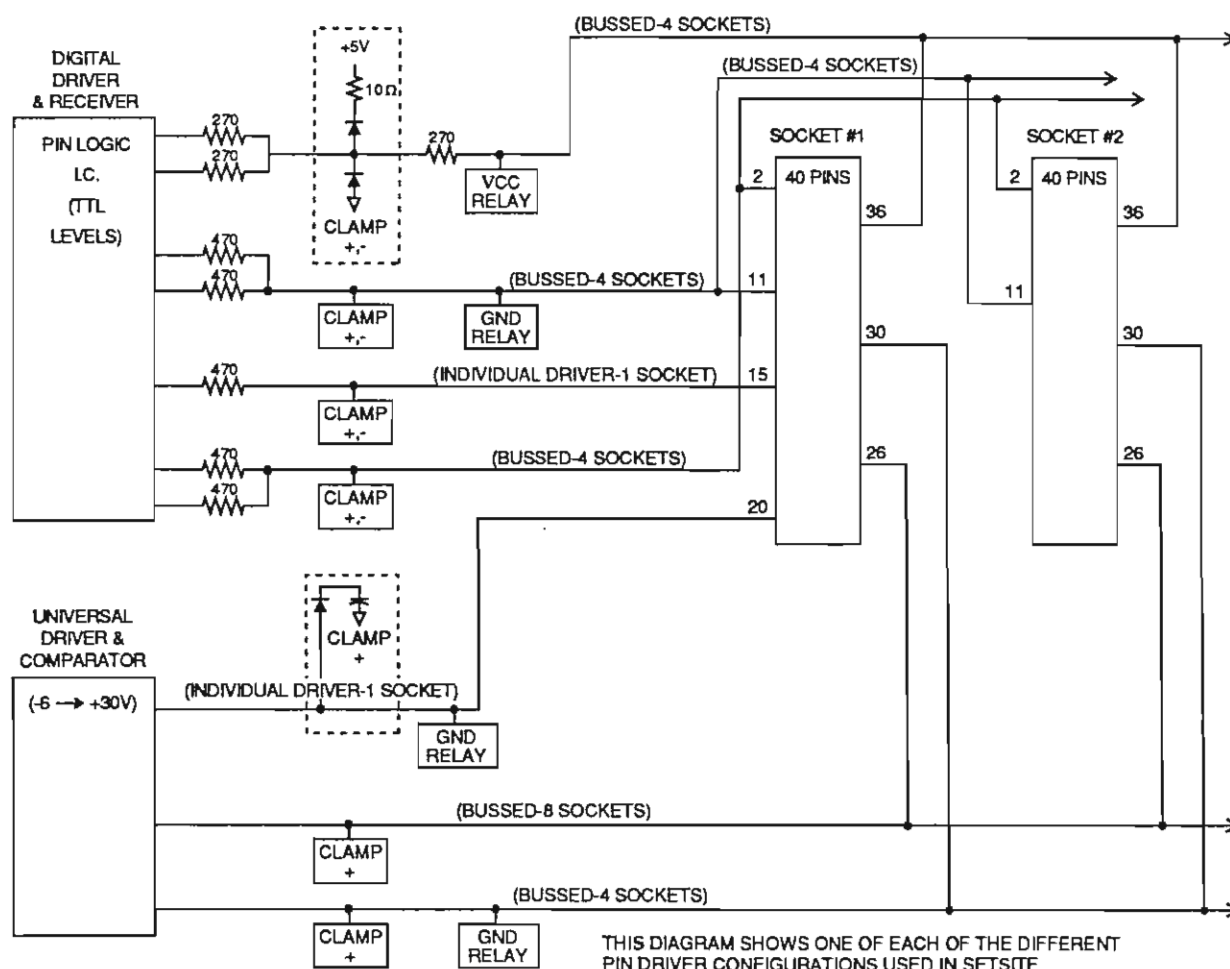 (BUSSED-4 SOCKETS)
+5V
10Ω
DIGITAL
DRIVER
& RECEIVER
(BUSSED-4 SOCKETS)
PIN LOGIC
I.C.
(TTL
LEVELS)
270
270
270
VCC
RELAY
CLAMP
+,-
SOCKET #1
40 PINS
SOCKET #2
40 PINS
2
36
2
36
470
470
(BUSSED-4 SOCKETS)
11
11
CLAMP
+,-
GND
RELAY
30
30
470
(INDIVIDUAL DRIVER-1 SOCKET)
15
CLAMP
+,-
470
470
(BUSSED-4 SOCKETS)
26
26
CLAMP
+,-
20
UNIVERSAL
DRIVER &
COMPARATOR
CLAMP
+
(-6 → +30V)
(INDIVIDUAL DRIVER-1 SOCKET)
GND
RELAY
(BUSSED-8 SOCKETS)
CLAMP
+
(BUSSED-4 SOCKETS)
CLAMP
+
GND
RELAY
THIS DIAGRAM SHOWS ONE OF EACH OF THE DIFFERENT
PIN DRIVER CONFIGURATIONS USED IN SETSITE